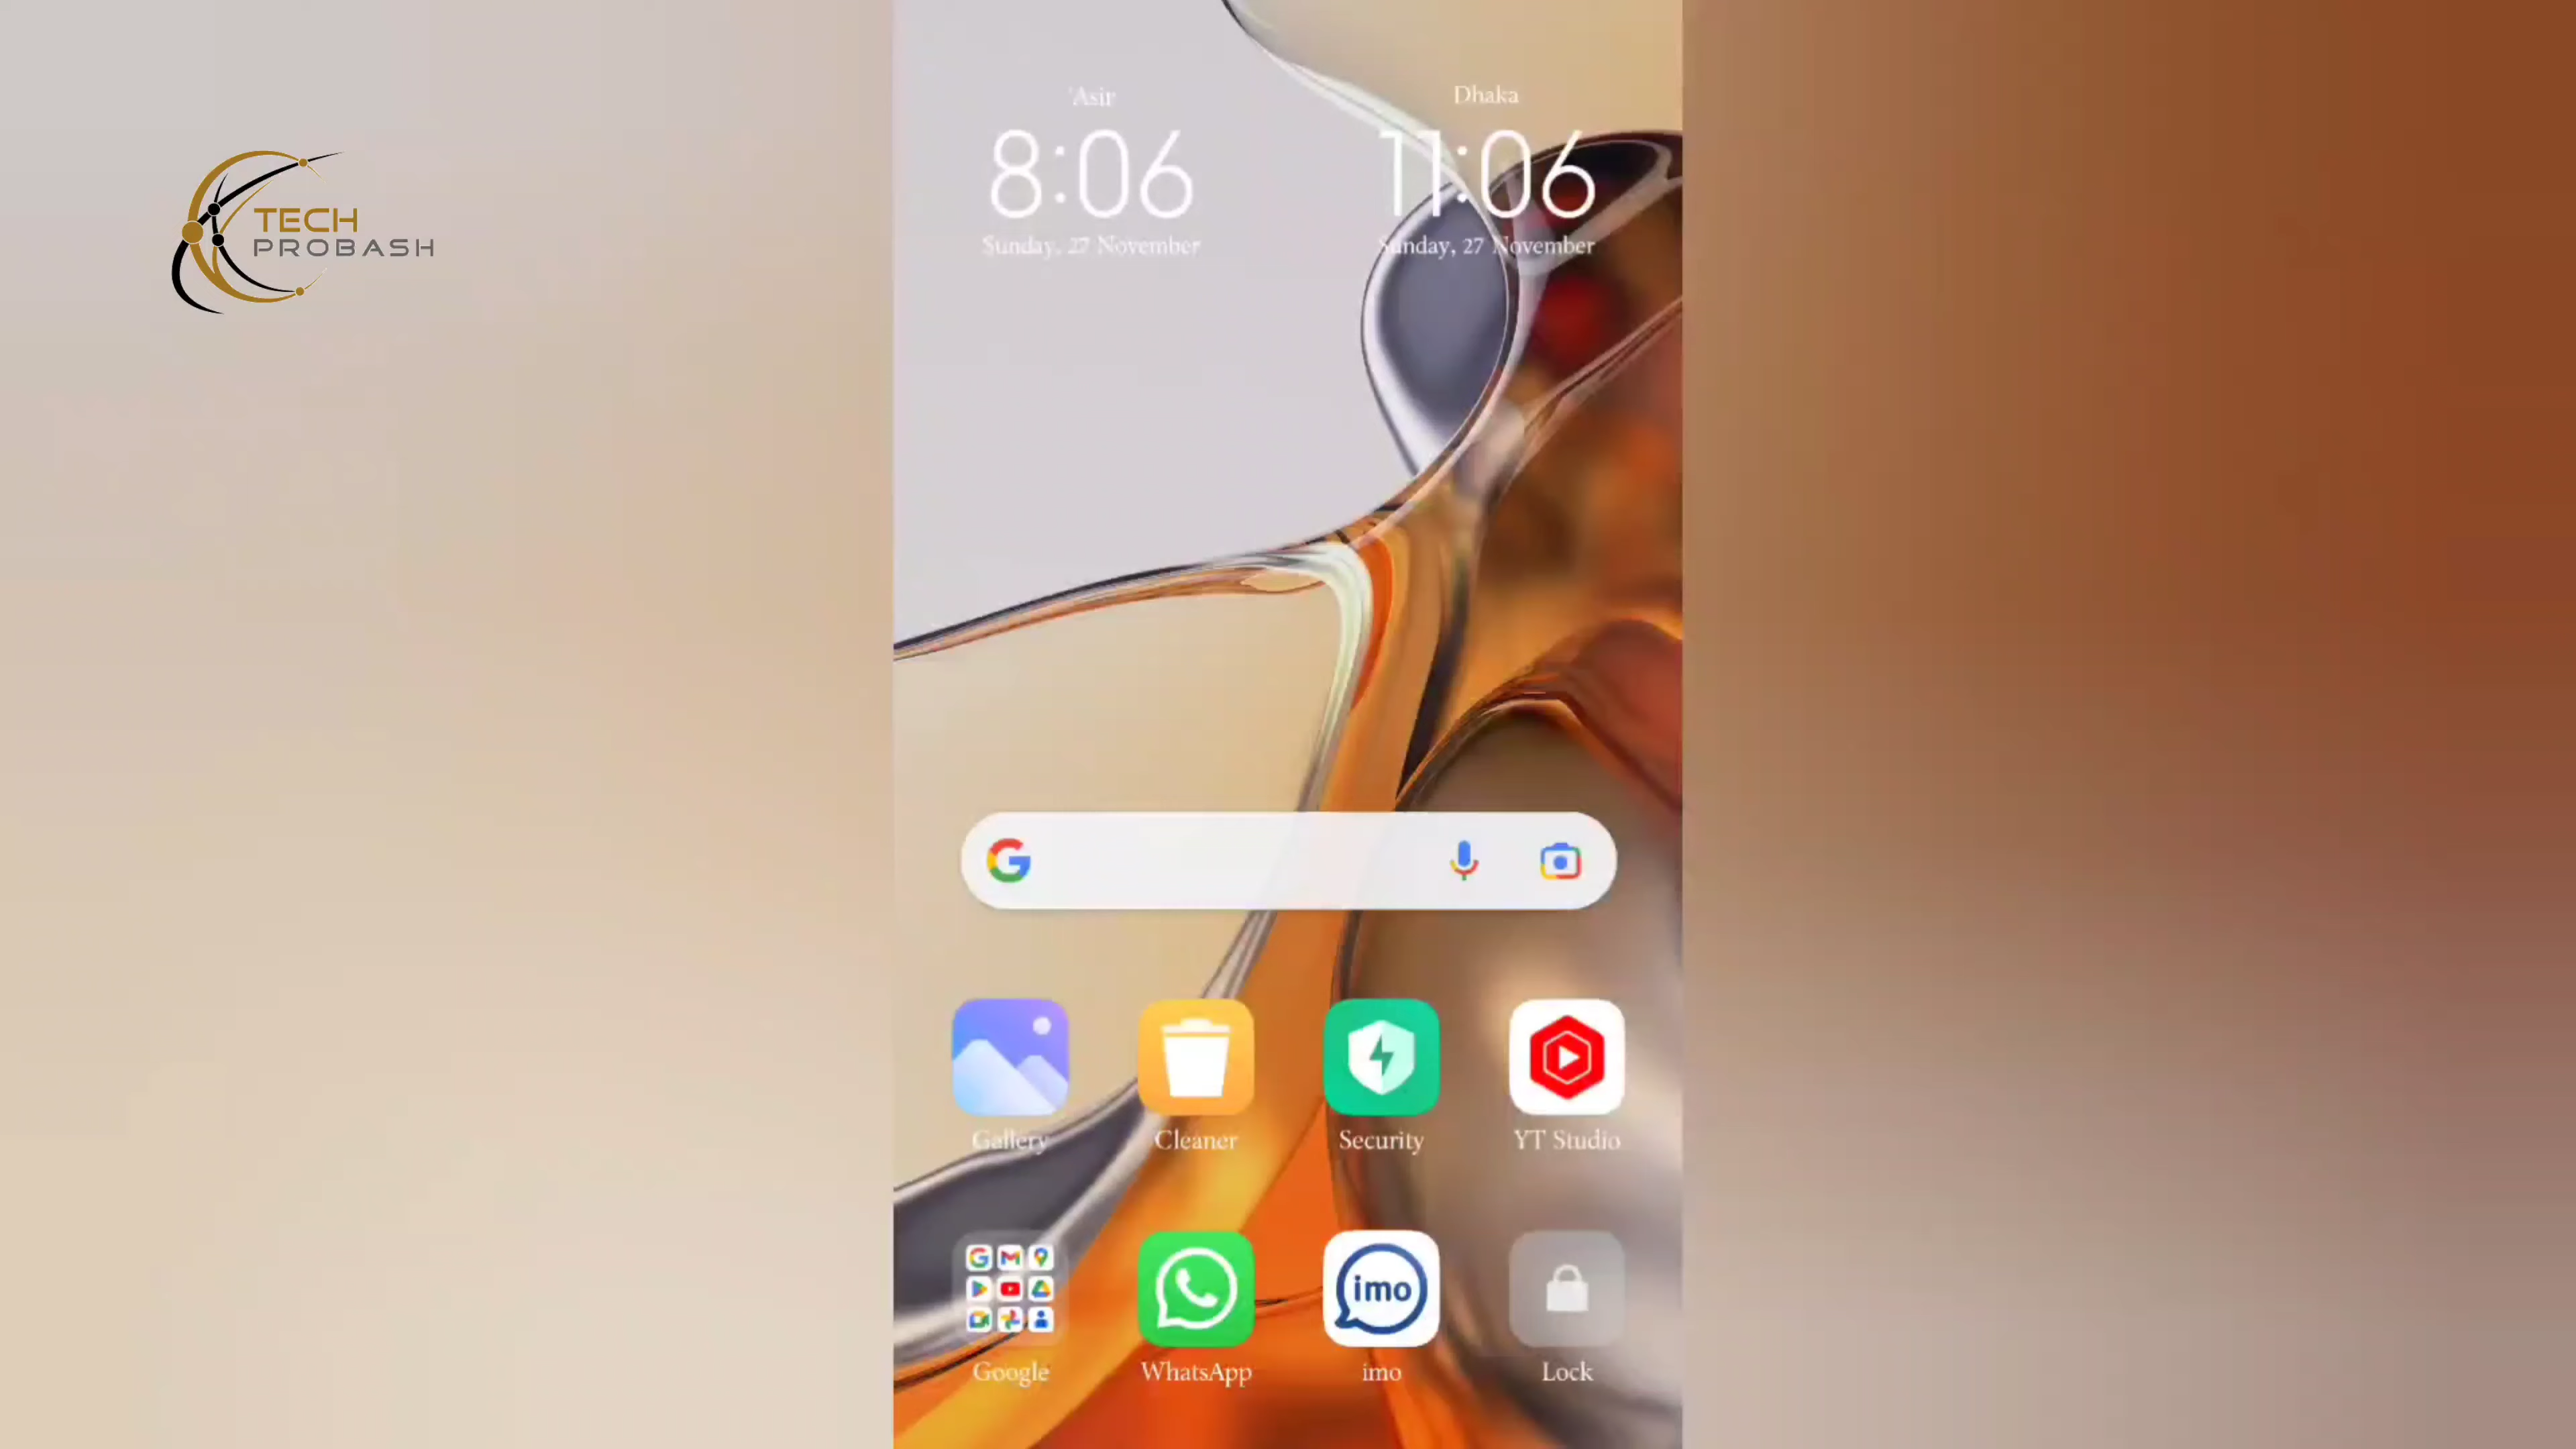 TECH
PROBASH
'Asir
8:06
Sunday, 27 November
Dhaka
11:06
Sunday, 27 November
Gallery
Cleaner
Security
YT Studio
imo
Google
WhatsApp
imo
Lock